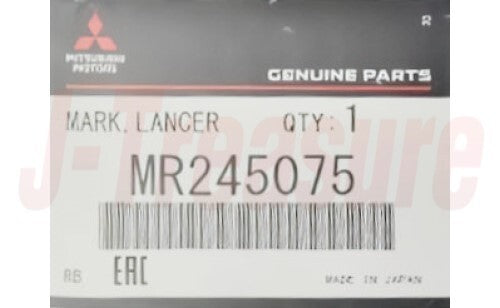 MITSUBISHI
MOTORS
GENUINE PARTS
MARK, LANCER QTY: 1
MR245075
J-Treasure
RB EAC MADE IN JAPAN